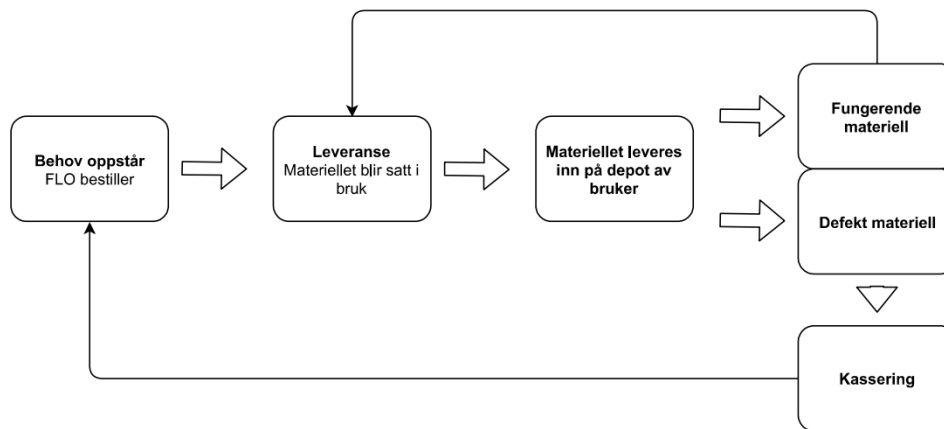 Behov oppstår
FLO bestiller
Leveranse
Materiellet blir satt i
bruk
Materiellet leveres
inn på depot av
bruker
Fungerende
materiell
Defekt materiell
Kassering